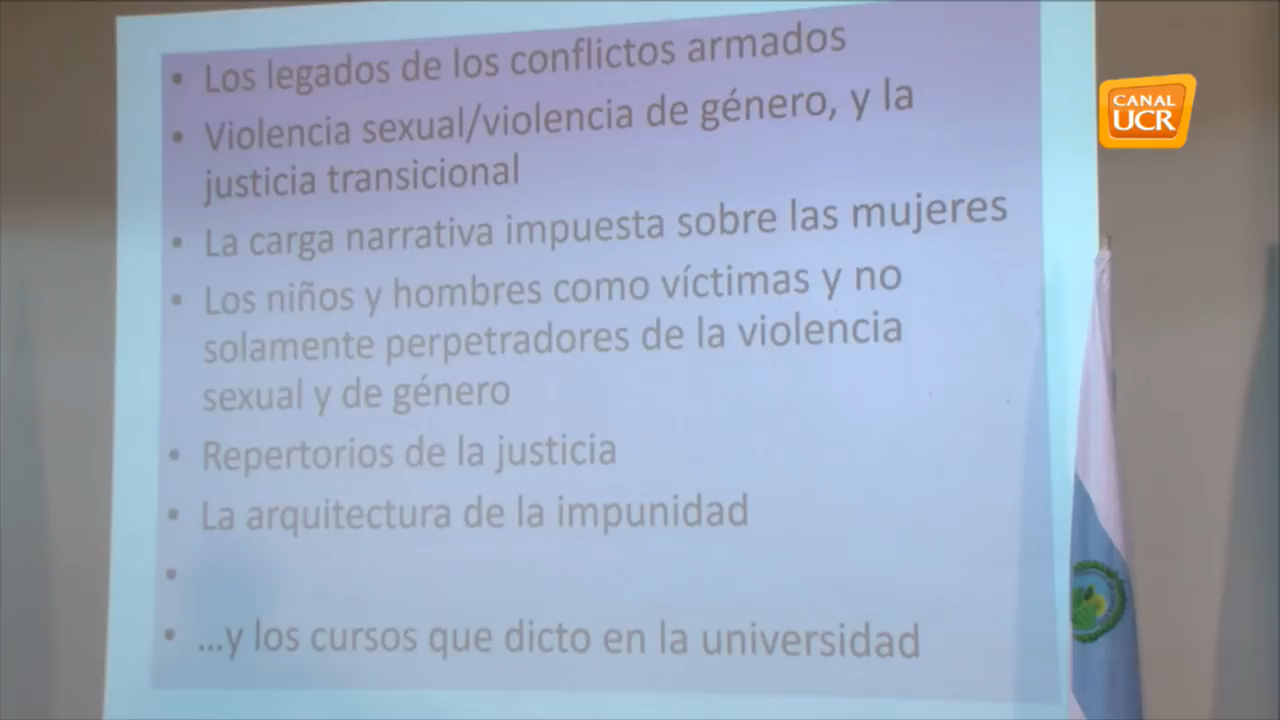 • Los legados de los conflictos armados
• Violencia sexual/violencia de género, y la
justicia transicional
• La carga narrativa impuesta sobre las mujeres
• Los niños y hombres como víctimas y no
solamente perpetradores de la violencia
sexual y de género
• Repertorios de la justicia
• La arquitectura de la impunidad
•
• ...y los cursos que dicto en la universidad
CANAL
UCR